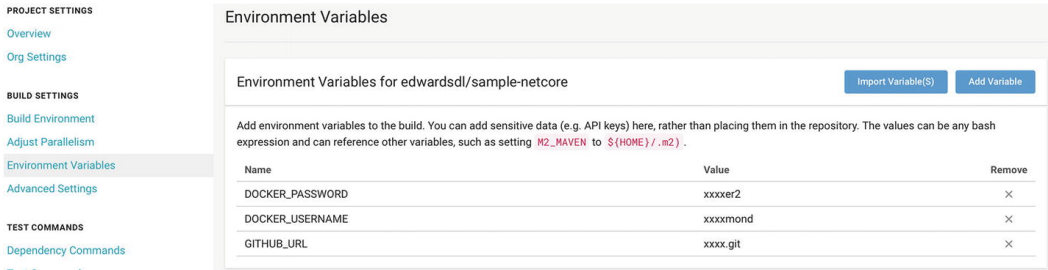 PROJECT SETTINGS
Overview
Org Settings
BUILD SETTINGS
Build Environment
Adjust Parallelism
Environment Variables
Advanced Settings
TEST COMMANDS
Dependency Commands
Environment Variables
Environment Variables for edwardsdl/sample-netcore
Import Variable(S) Add Variable
Add environment variables to the build. You can add sensitive data (e.g. API keys) here, rather than placing them in the repository. The values can be any bash
expression and can reference other variables, such as setting M2_MAVEN to ${HOME}/.m2).
Name Value Remove
DOCKER_PASSWORD xxxxer2 ×
DOCKER_USERNAME xxxxmond ×
GITHUB_URL xxxx.git ×